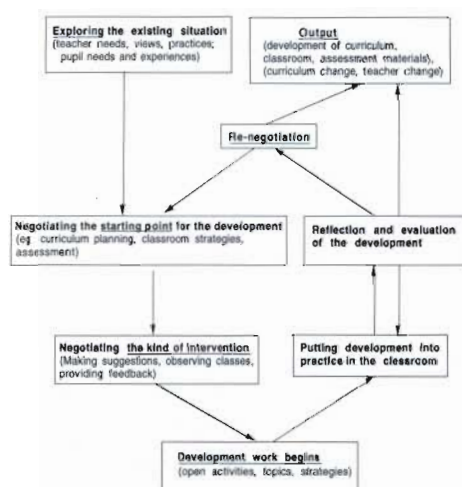 Exploring the existing situation
(teacher needs, views, practices;
pupil needs and experiences)
Output
(development of curriculum,
classroom, assessment materials),
(curriculum change, teacher change)
Re-negotiation
Negotiating the starting point for the development
(eg curriculum planning, classroom strategies,
assessment)
Reflection and evaluation
of the development
Negotiating the kind of intervention
(Making suggestions, observing classes,
providing feedback)
Putting development into
practice in the classroom
Development work begins
(open activities, topics, strategies)